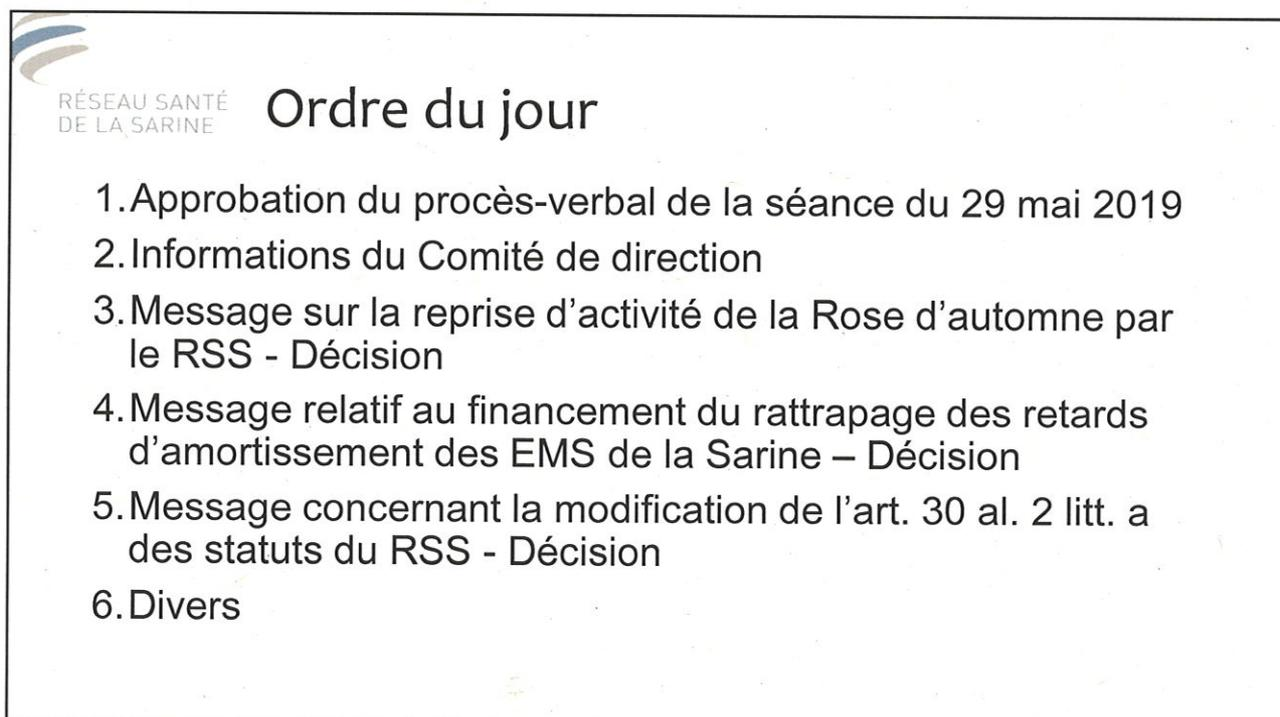 RÉSEAU SANTÉ
DE LA SARINE
Ordre du jour
1. Approbation du procès-verbal de la séance du 29 mai 2019
2. Informations du Comité de direction
3. Message sur la reprise d’activité de la Rose d’automne par
le RSS - Décision
4. Message relatif au financement du rattrapage des retards
d’amortissement des EMS de la Sarine – Décision
5. Message concernant la modification de l’art. 30 al. 2 litt. a
des statuts du RSS - Décision
6. Divers